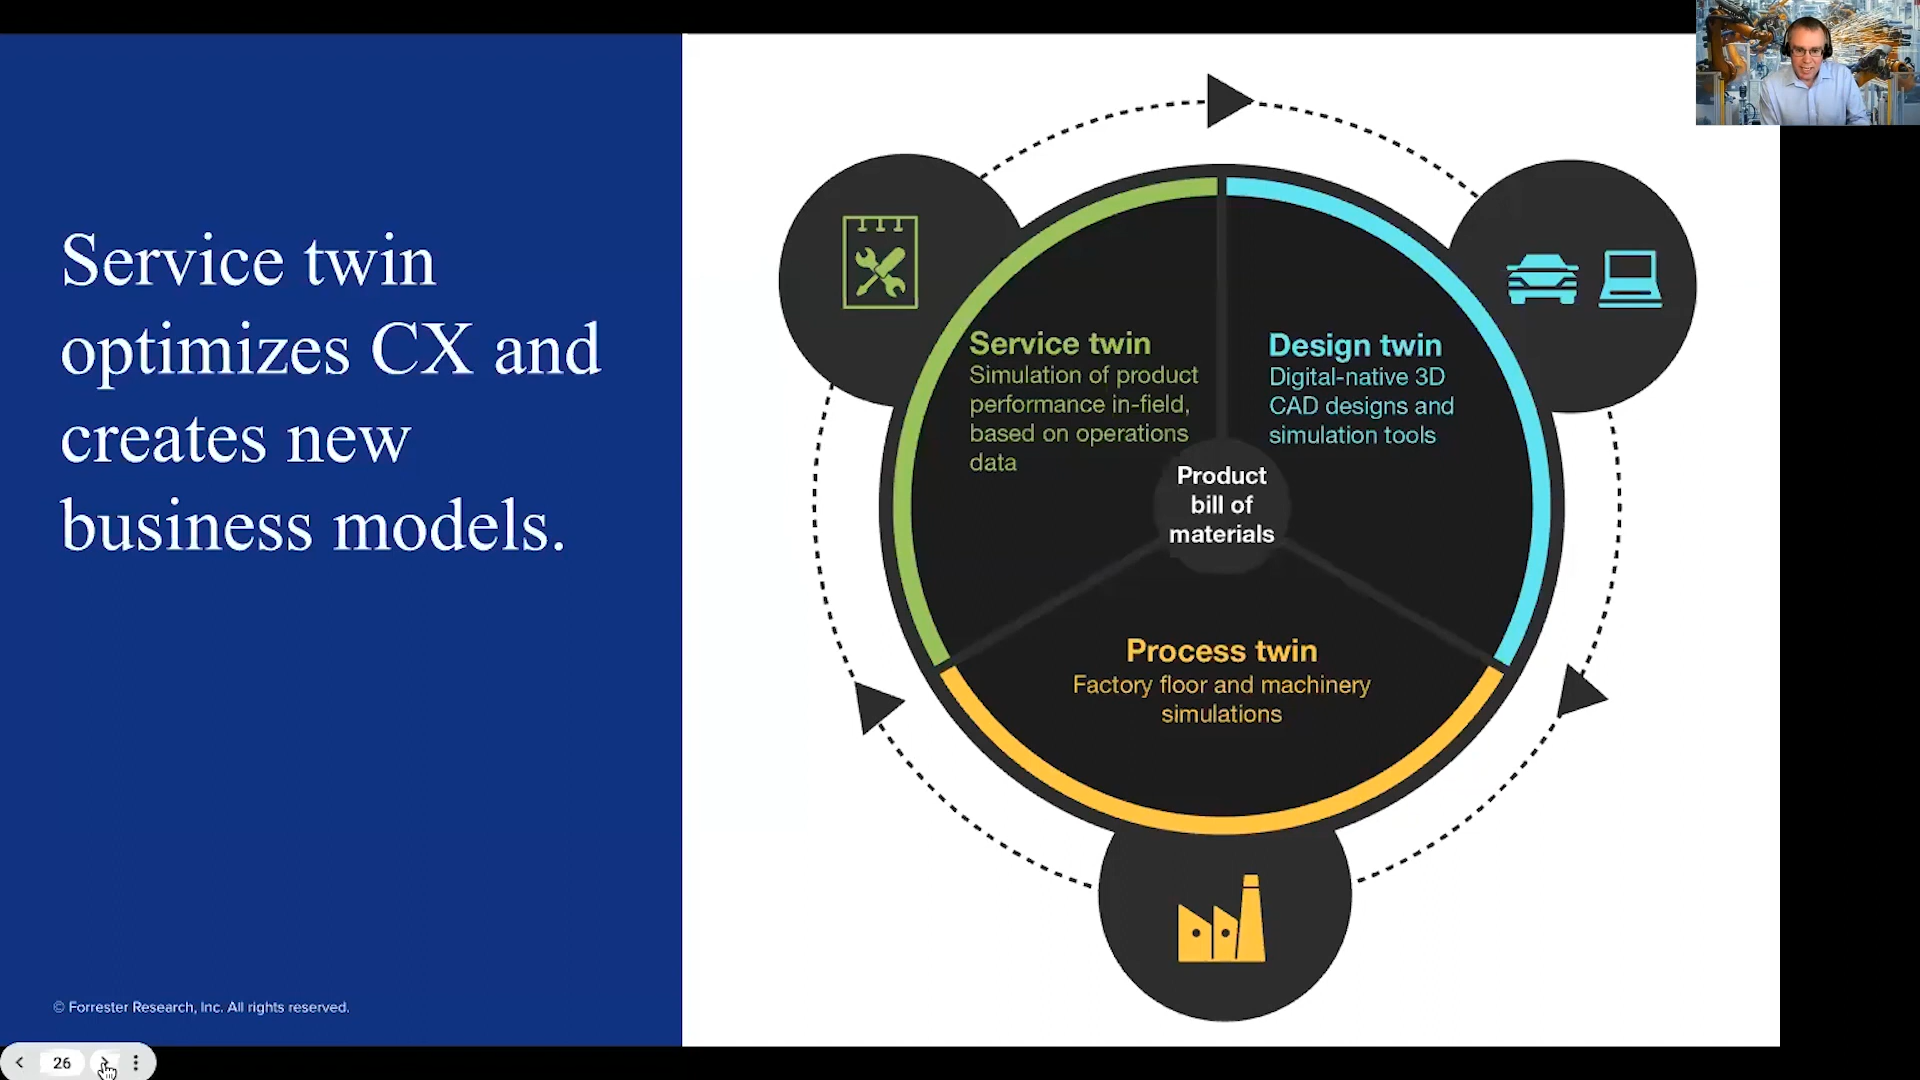 Service twin
optimizes CX and
creates new
business models.
Service twin
Simulation of product
performance in-field,
based on operations
data
Design twin
Digital-native 3D
CAD designs and
simulation tools
Product
bill of
materials
Process twin
Factory floor and machinery
simulations
© Forrester Research, Inc. All rights reserved.
26